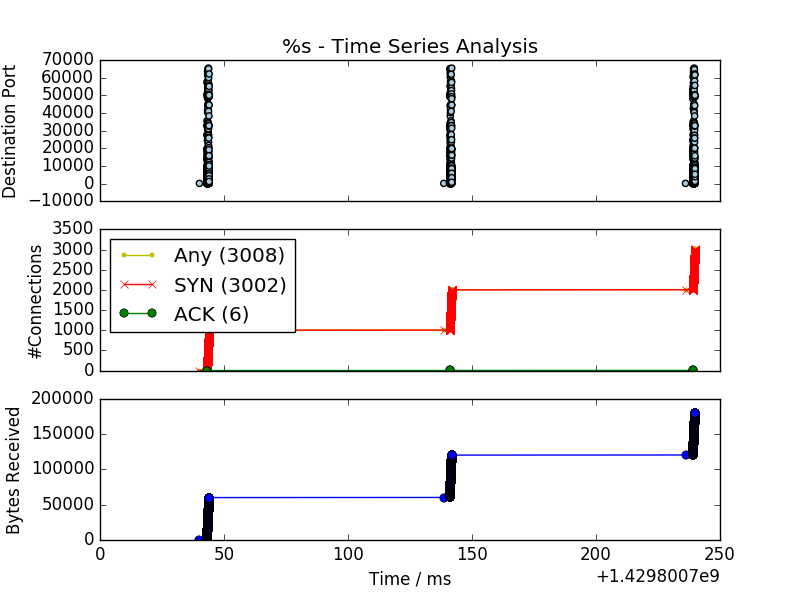 %s - Time Series Analysis
Destination Port
70000
60000
50000
40000
30000
20000
10000
0
−10000
#Connections
3500
3000
2500
2000
1500
1000
500
0
Any (3008)
SYN (3002)
ACK (6)
Bytes Received
200000
150000
100000
50000
0
0 50 100 150 200 250
Time / ms
+1.4298007e9